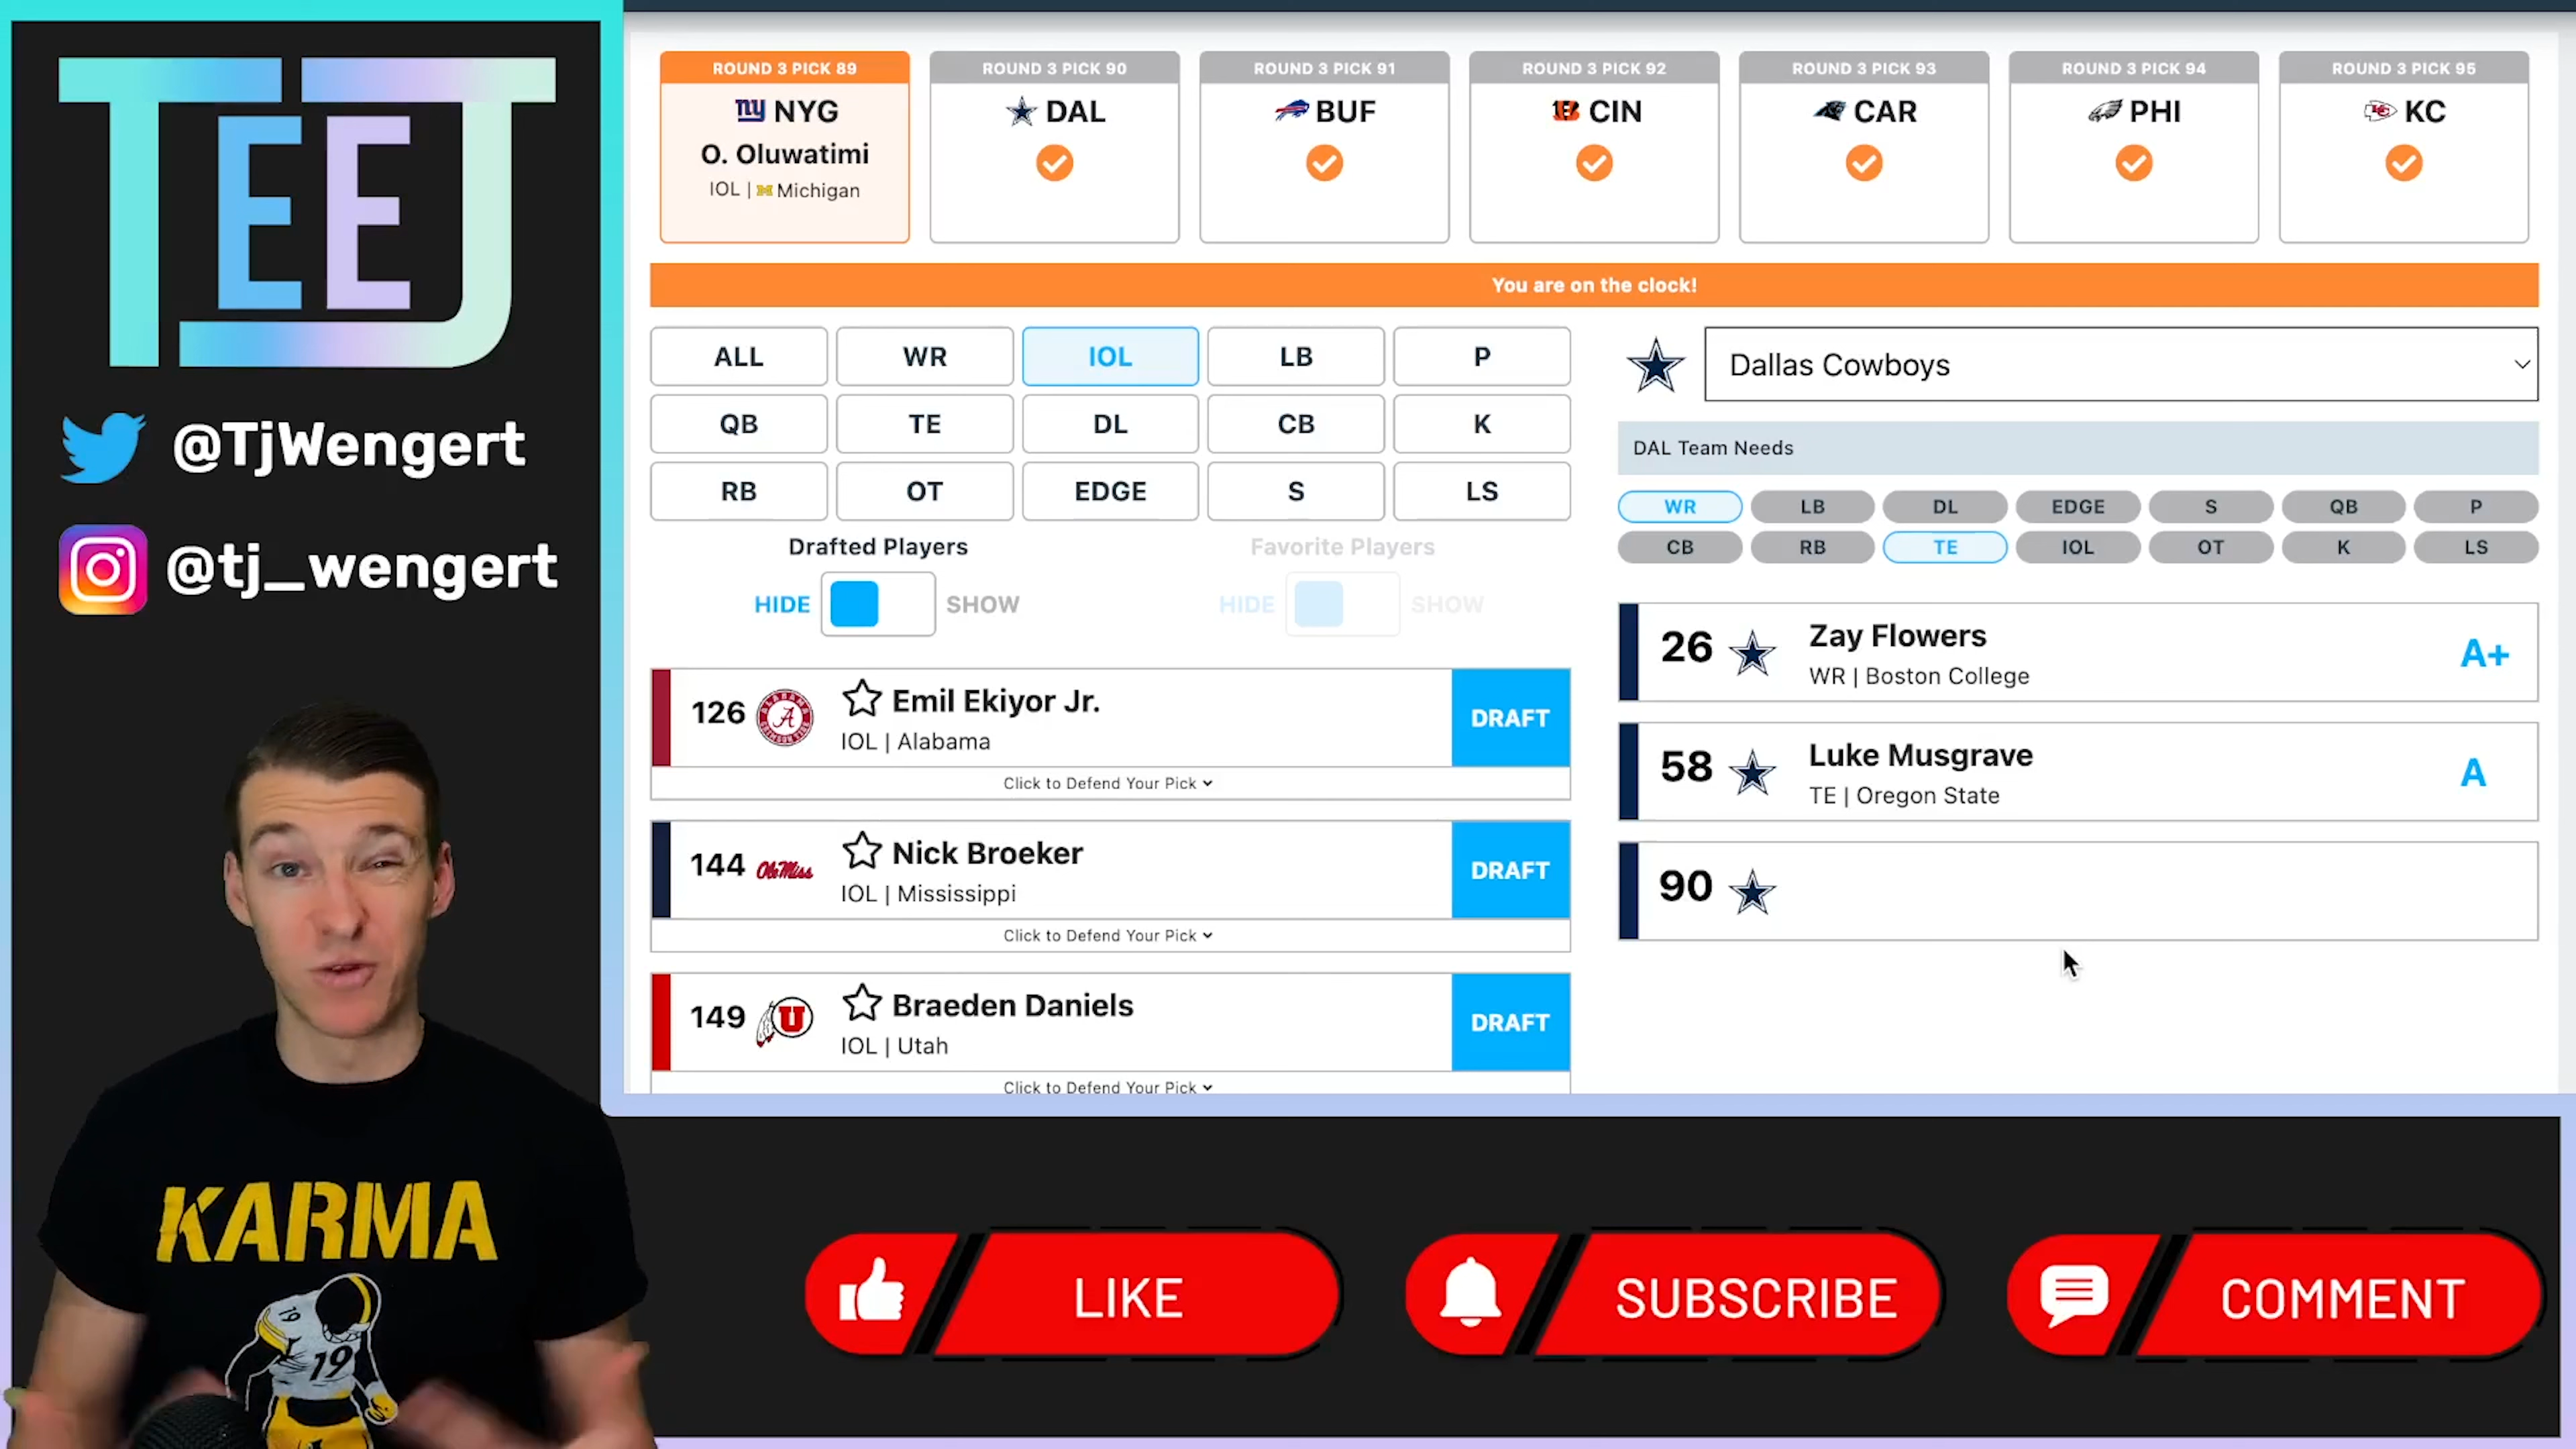 TEEJ
@TjWengert
@tj_wengert
KARMA
19
19
ROUND 3 PICK 89
ny NYG
O. Oluwatimi
IOL | M Michigan
ROUND 3 PICK 90
DAL
ROUND 3 PICK 91
BUF
ROUND 3 PICK 92
CIN
ROUND 3 PICK 93
CAR
ROUND 3 PICK 94
PHI
ROUND 3 PICK 95
KC KC
You are on the clock!
ALL WR IOL LB P
QB TE DL CB K
RB OT EDGE S LS
Drafted Players
HIDE SHOW
Favorite Players
HIDE SHOW
126 A Emil Ekiyor Jr. DRAFT
IOL | Alabama
Click to Defend Your Pick
144 Ole Miss Nick Broeker DRAFT
IOL | Mississippi
Click to Defend Your Pick
149 U Braeden Daniels DRAFT
IOL | Utah
Click to Defend Your Pick
Dallas Cowboys
DAL Team Needs
WR LB DL EDGE S QB P
CB RB TE IOL OT K LS
26 Zay Flowers A+
WR | Boston College
58 Luke Musgrave A
TE | Oregon State
90
LIKE
SUBSCRIBE
COMMENT